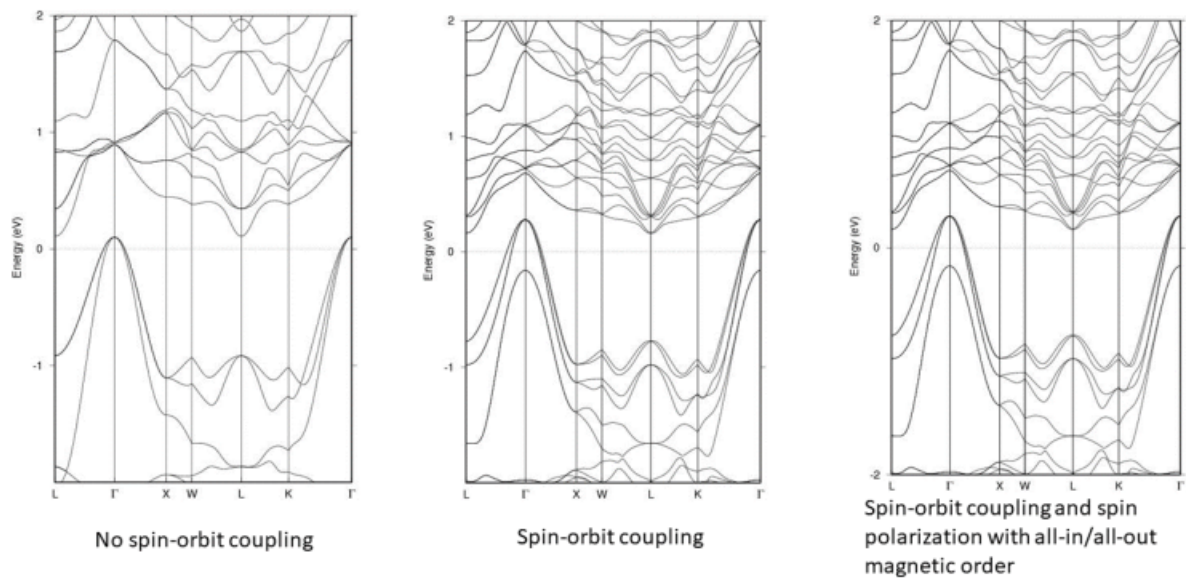 2
1
0
-1
Energy (eV)
L Γ X W L K Γ
No spin-orbit coupling
2
1
0
-1
Energy (eV)
L Γ X W L K Γ
Spin-orbit coupling
2
1
0
-1
-2
Energy (eV)
L Γ X W L K Γ
Spin-orbit coupling and spin
polarization with all-in/all-out
magnetic order